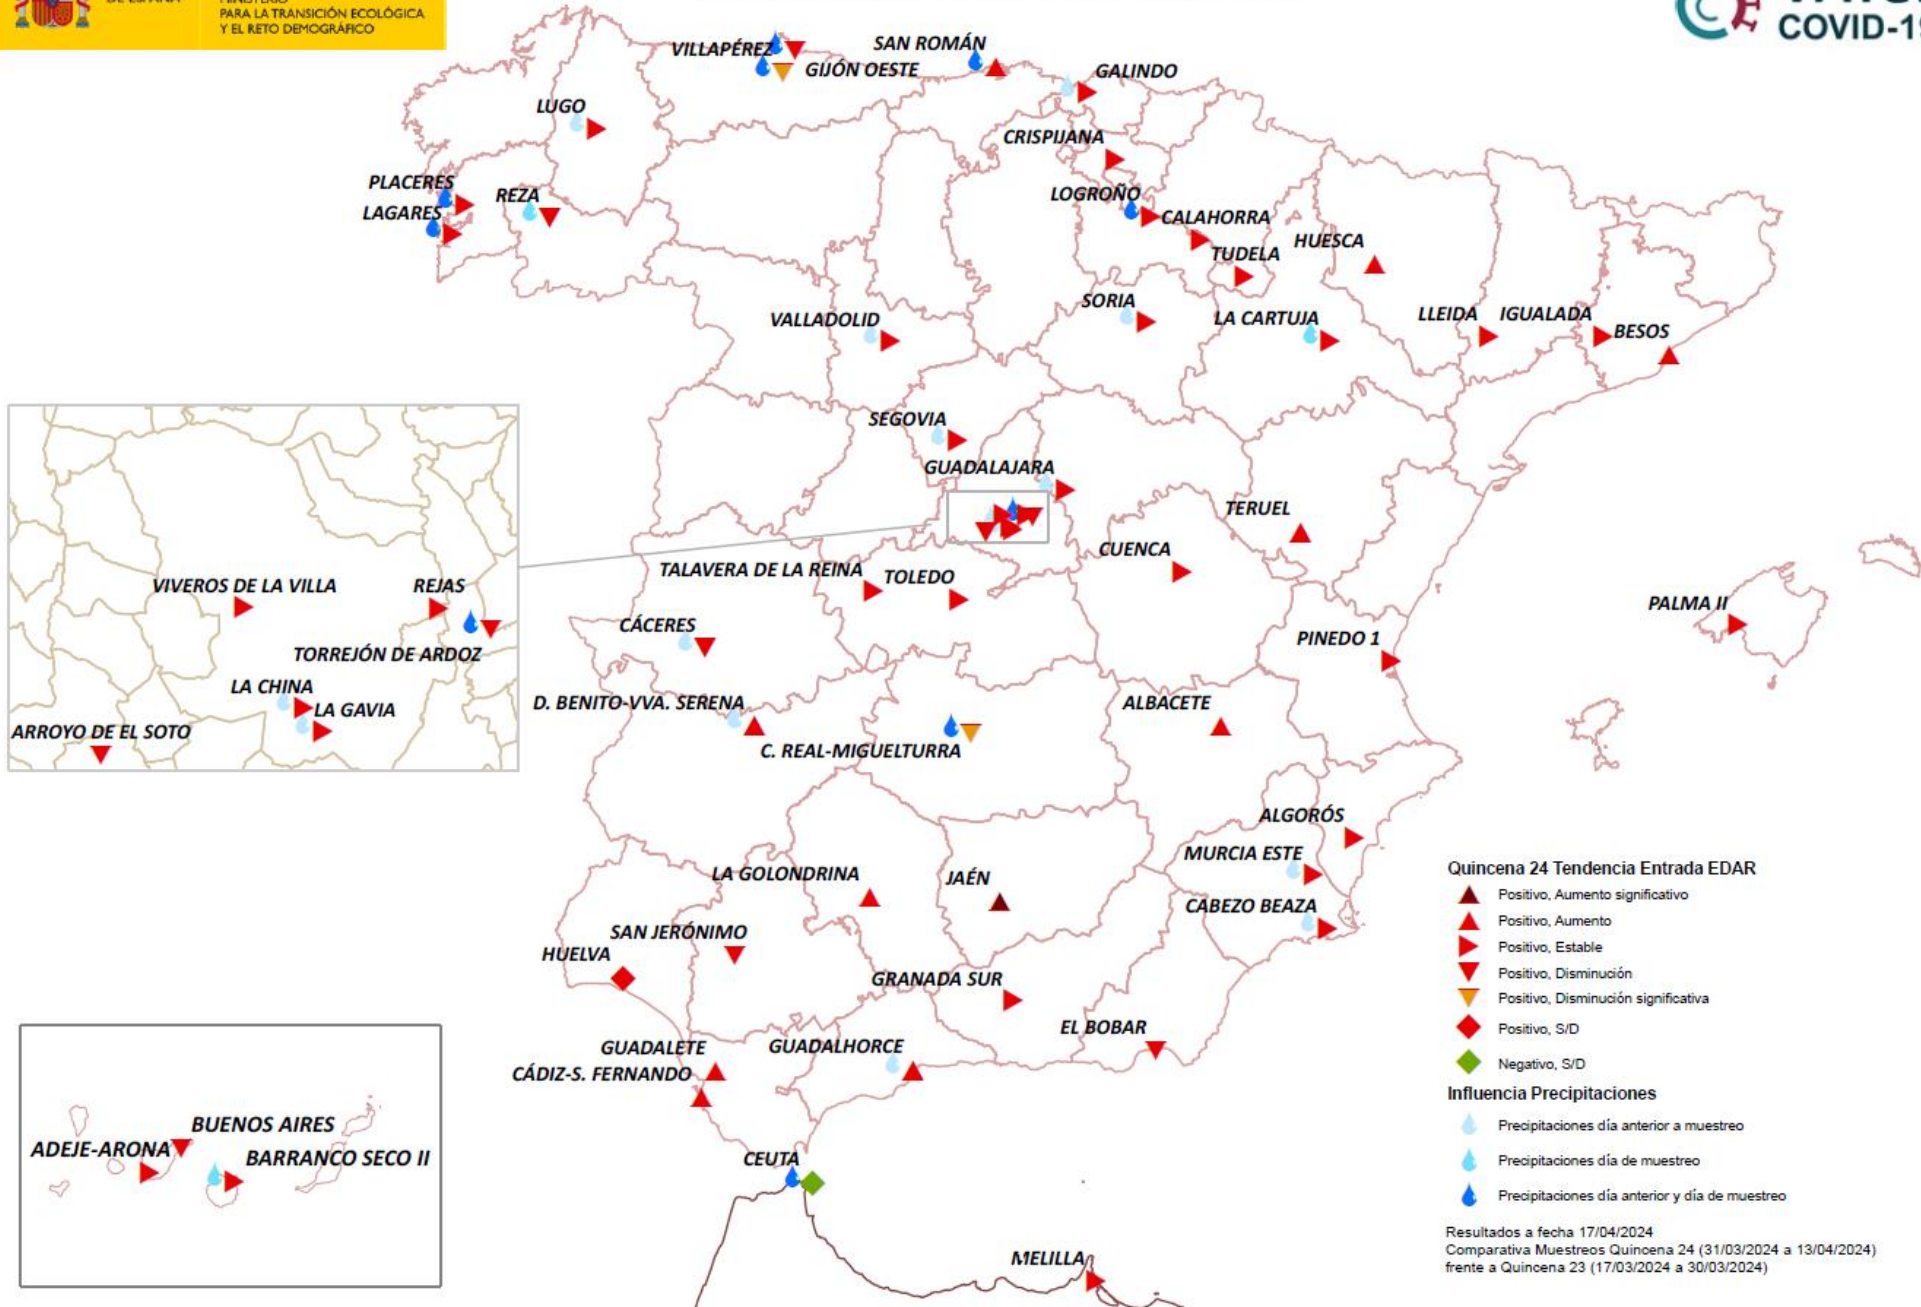 PARA LA TRANSICIÓN ECOLÓGICA
Y EL RETO DEMOGRÁFICO
COVID-19
VILLAPÉREZ
SAN ROMÁN
GIJÓN OESTE
GALINDO
LUGO
CRISPIJANA
PLACERES
REZA
LOGROÑO
LAGARES
CALAHORRA
HUESCA
TUDELA
SORIA
VALLADOLID
LA CARTUJA
LLEIDA
IGUALADA
BESOS
SEGOVIA
GUADALAJARA
TERUEL
CUENCA
TALAVERA DE LA REINA
TOLEDO
VIVEROS DE LA VILLA
REJAS
PALMA II
CÁCERES
PINEDO 1
TORREJÓN DE ARDOZ
LA CHINA
LA GAVIA
ARROYO DE EL SOTO
D. BENITO-VVA. SERENA
ALBACETE
C. REAL-MIGUELTURRA
ALGORÓS
MURCIA ESTE
LA GOLONDRINA
JAÉN
CABEZO BEAZA
SAN JERÓNIMO
HUELVA
GRANADA SUR
EL BOBAR
GUADALETE
GUADALHORCE
CÁDIZ-S. FERNANDO
BUENOS AIRES
ADEJE-ARONA
BARRANCO SECO II
CEUTA
MELILLA
Quincena 24 Tendencia Entrada EDAR
Positivo, Aumento significativo
Positivo, Aumento
Positivo, Estable
Positivo, Disminución
Positivo, Disminución significativa
Positivo, S/D
Negativo, S/D
Influencia Precipitaciones
Precipitaciones día anterior a muestreo
Precipitaciones día de muestreo
Precipitaciones día anterior y día de muestreo
Resultados a fecha 17/04/2024
Comparativa Muestreos Quincena 24 (31/03/2024 a 13/04/2024)
frente a Quincena 23 (17/03/2024 a 30/03/2024)